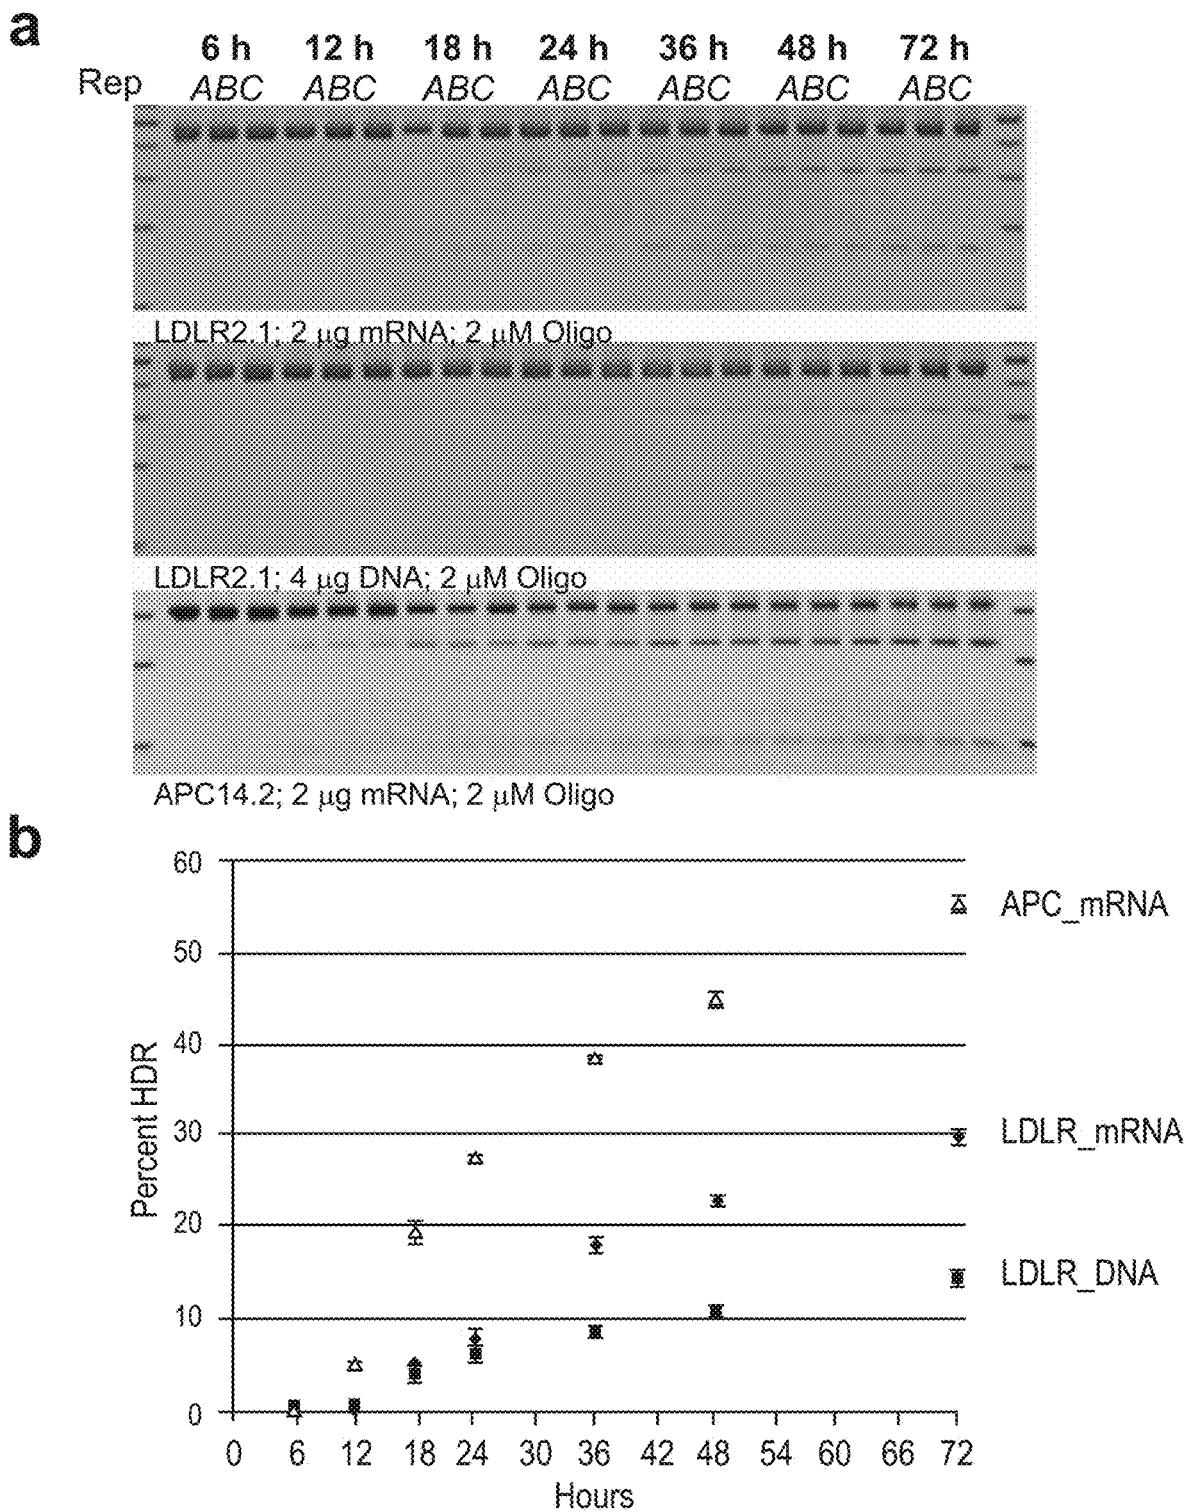 a
6 h 12 h 18 h 24 h 36 h 48 h 72 h
Rep ABC ABC ABC ABC ABC ABC ABC
LDLR2.1; 2 μg mRNA; 2 μM Oligo
LDLR2.1; 4 μg DNA; 2 μM Oligo
APC14.2; 2 μg mRNA; 2 μM Oligo
b
Percent HDR
60
50
40
30
20
10
0
APC_mRNA
LDLR_mRNA
LDLR_DNA
0 6 12 18 24 30 36 42 48 54 60 66 72
Hours